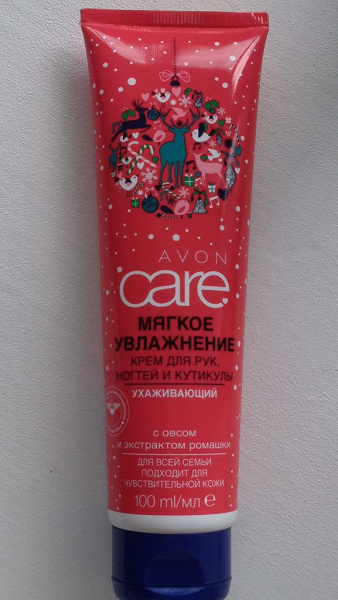 AVON
care
МЯГКОЕ
УВЛАЖНЕНИЕ
КРЕМ ДЛЯ РУК,
НОГТЕЙ И КУТИКУЛЫ
УХАЖИВАЮЩИЙ
с овсом
и экстрактом ромашки
ДЛЯ ВСЕЙ СЕМЬИ
ПОДХОДИТ ДЛЯ
ЧУВСТВИТЕЛЬНОЙ КОЖИ
100 ml/мл e